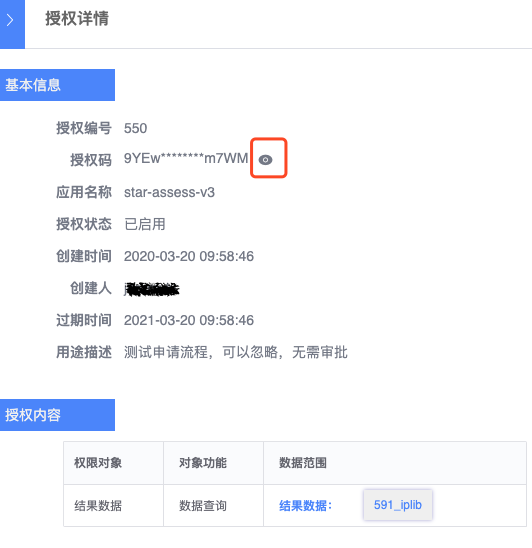 授权详情
基本信息
授权编号 550
授权码 9YEw********m7WM
应用名称 star-assess-v3
授权状态 已启用
创建时间 2020-03-20 09:58:46
创建人
过期时间 2021-03-20 09:58:46
用途描述 测试申请流程，可以忽略，无需审批
授权内容
权限对象 对象功能 数据范围
结果数据 数据查询 结果数据： 591_iplib